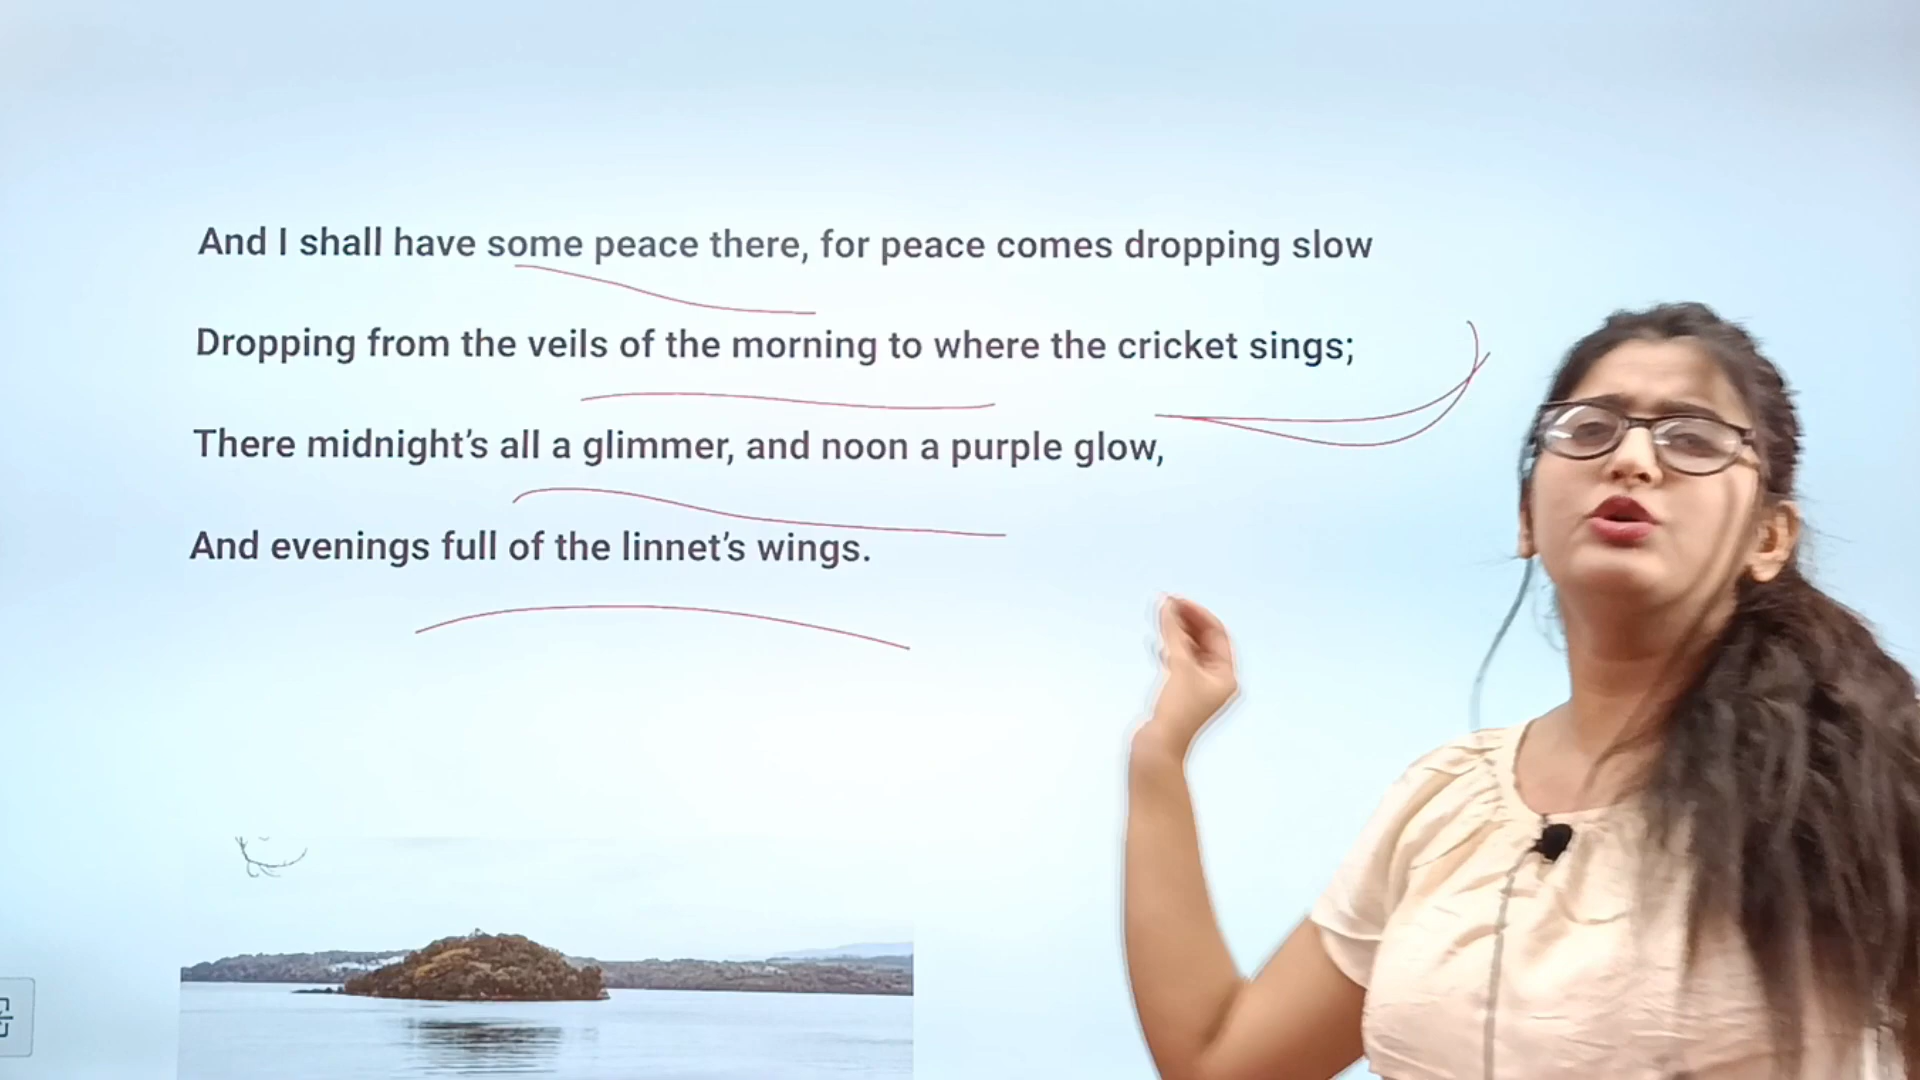 And I shall have some peace there, for peace comes dropping slow
Dropping from the veils of the morning to where the cricket sings;
There midnight’s all a glimmer, and noon a purple glow,
And evenings full of the linnet’s wings.